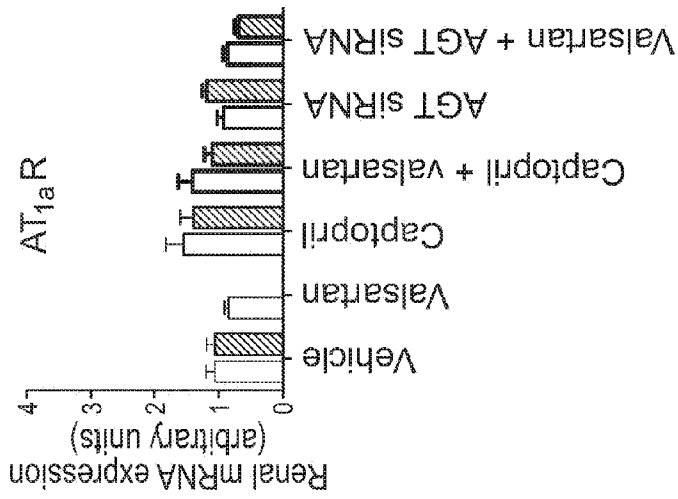 AT1a R
Renal mRNA expression
(arbitrary units)
4
3
2
1
0
Vehicle
Valsartan
Captopril
Captopril + valsartan
AGT siRNA
Valsartan + AGT siRNA